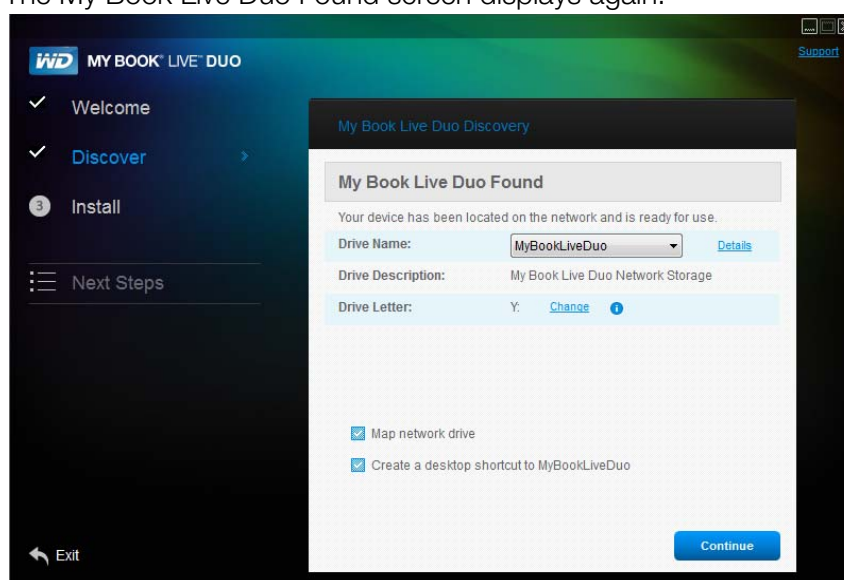 The My Book Live Duo Found screen displays again.
WD MY BOOK® LIVE™ DUO
Support
✓ Welcome
✓ Discover >
3 Install
Next Steps
Exit
My Book Live Duo Discovery
My Book Live Duo Found
Your device has been located on the network and is ready for use.
Drive Name: MyBookLiveDuo Details
Drive Description: My Book Live Duo Network Storage
Drive Letter: Y: Change i
Map network drive
Create a desktop shortcut to MyBookLiveDuo
Continue